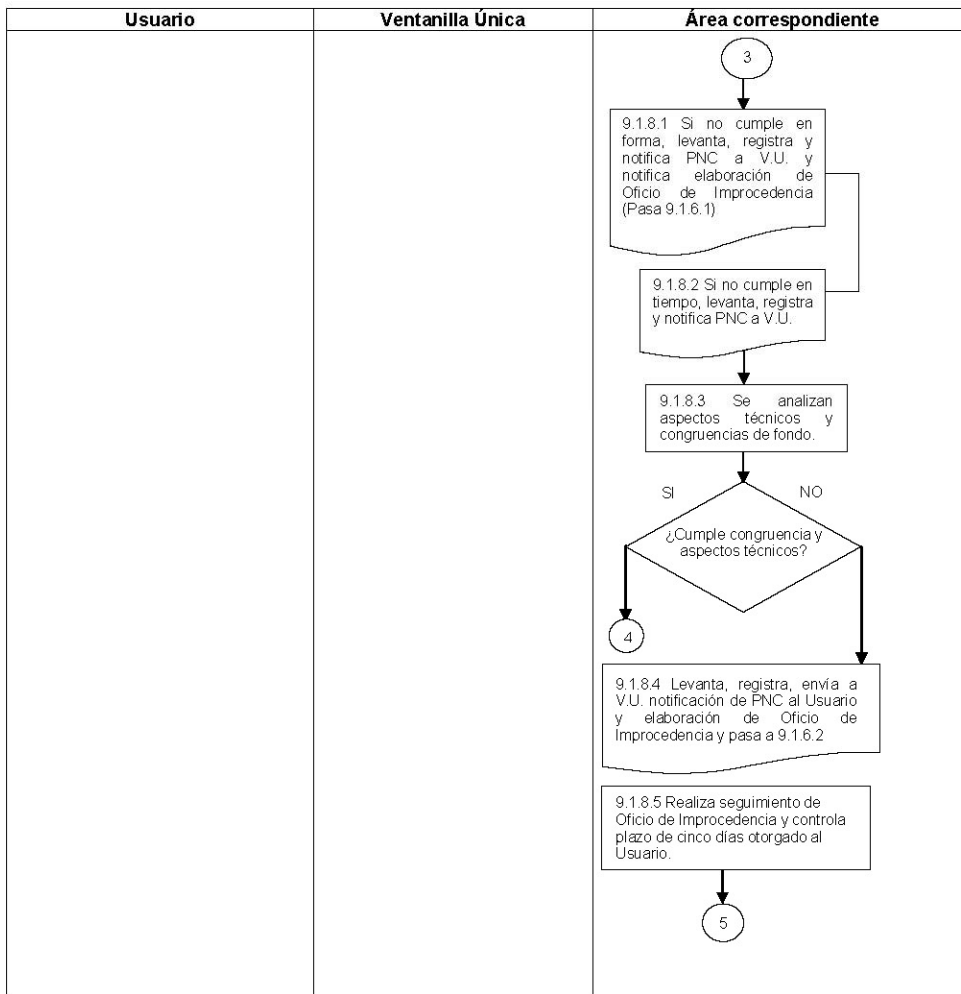 Usuario
Ventanilla Única
Área correspondiente
3
9.1.8.1 Si no cumple en
forma, levanta, registra y
notifica PNC a V.U. y
notifica elaboración de
Oficio de Improcedencia
(Pasa 9.1.6.1)
9.1.8.2 Si no cumple en
tiempo, levanta, registra
y notifica PNC a V.U.
9.1.8.3 Se analizan
aspectos técnicos y
congruencias de fondo.
SI
NO
¿Cumple congruencia y
aspectos técnicos?
4
9.1.8.4 Levanta, registra, envía a
V.U. notificación de PNC al Usuario
y elaboración de Oficio de
Improcedencia y pasa a 9.1.6.2
9.1.8.5 Realiza seguimiento de
Oficio de Improcedencia y controla
plazo de cinco días otorgado al
Usuario.
5